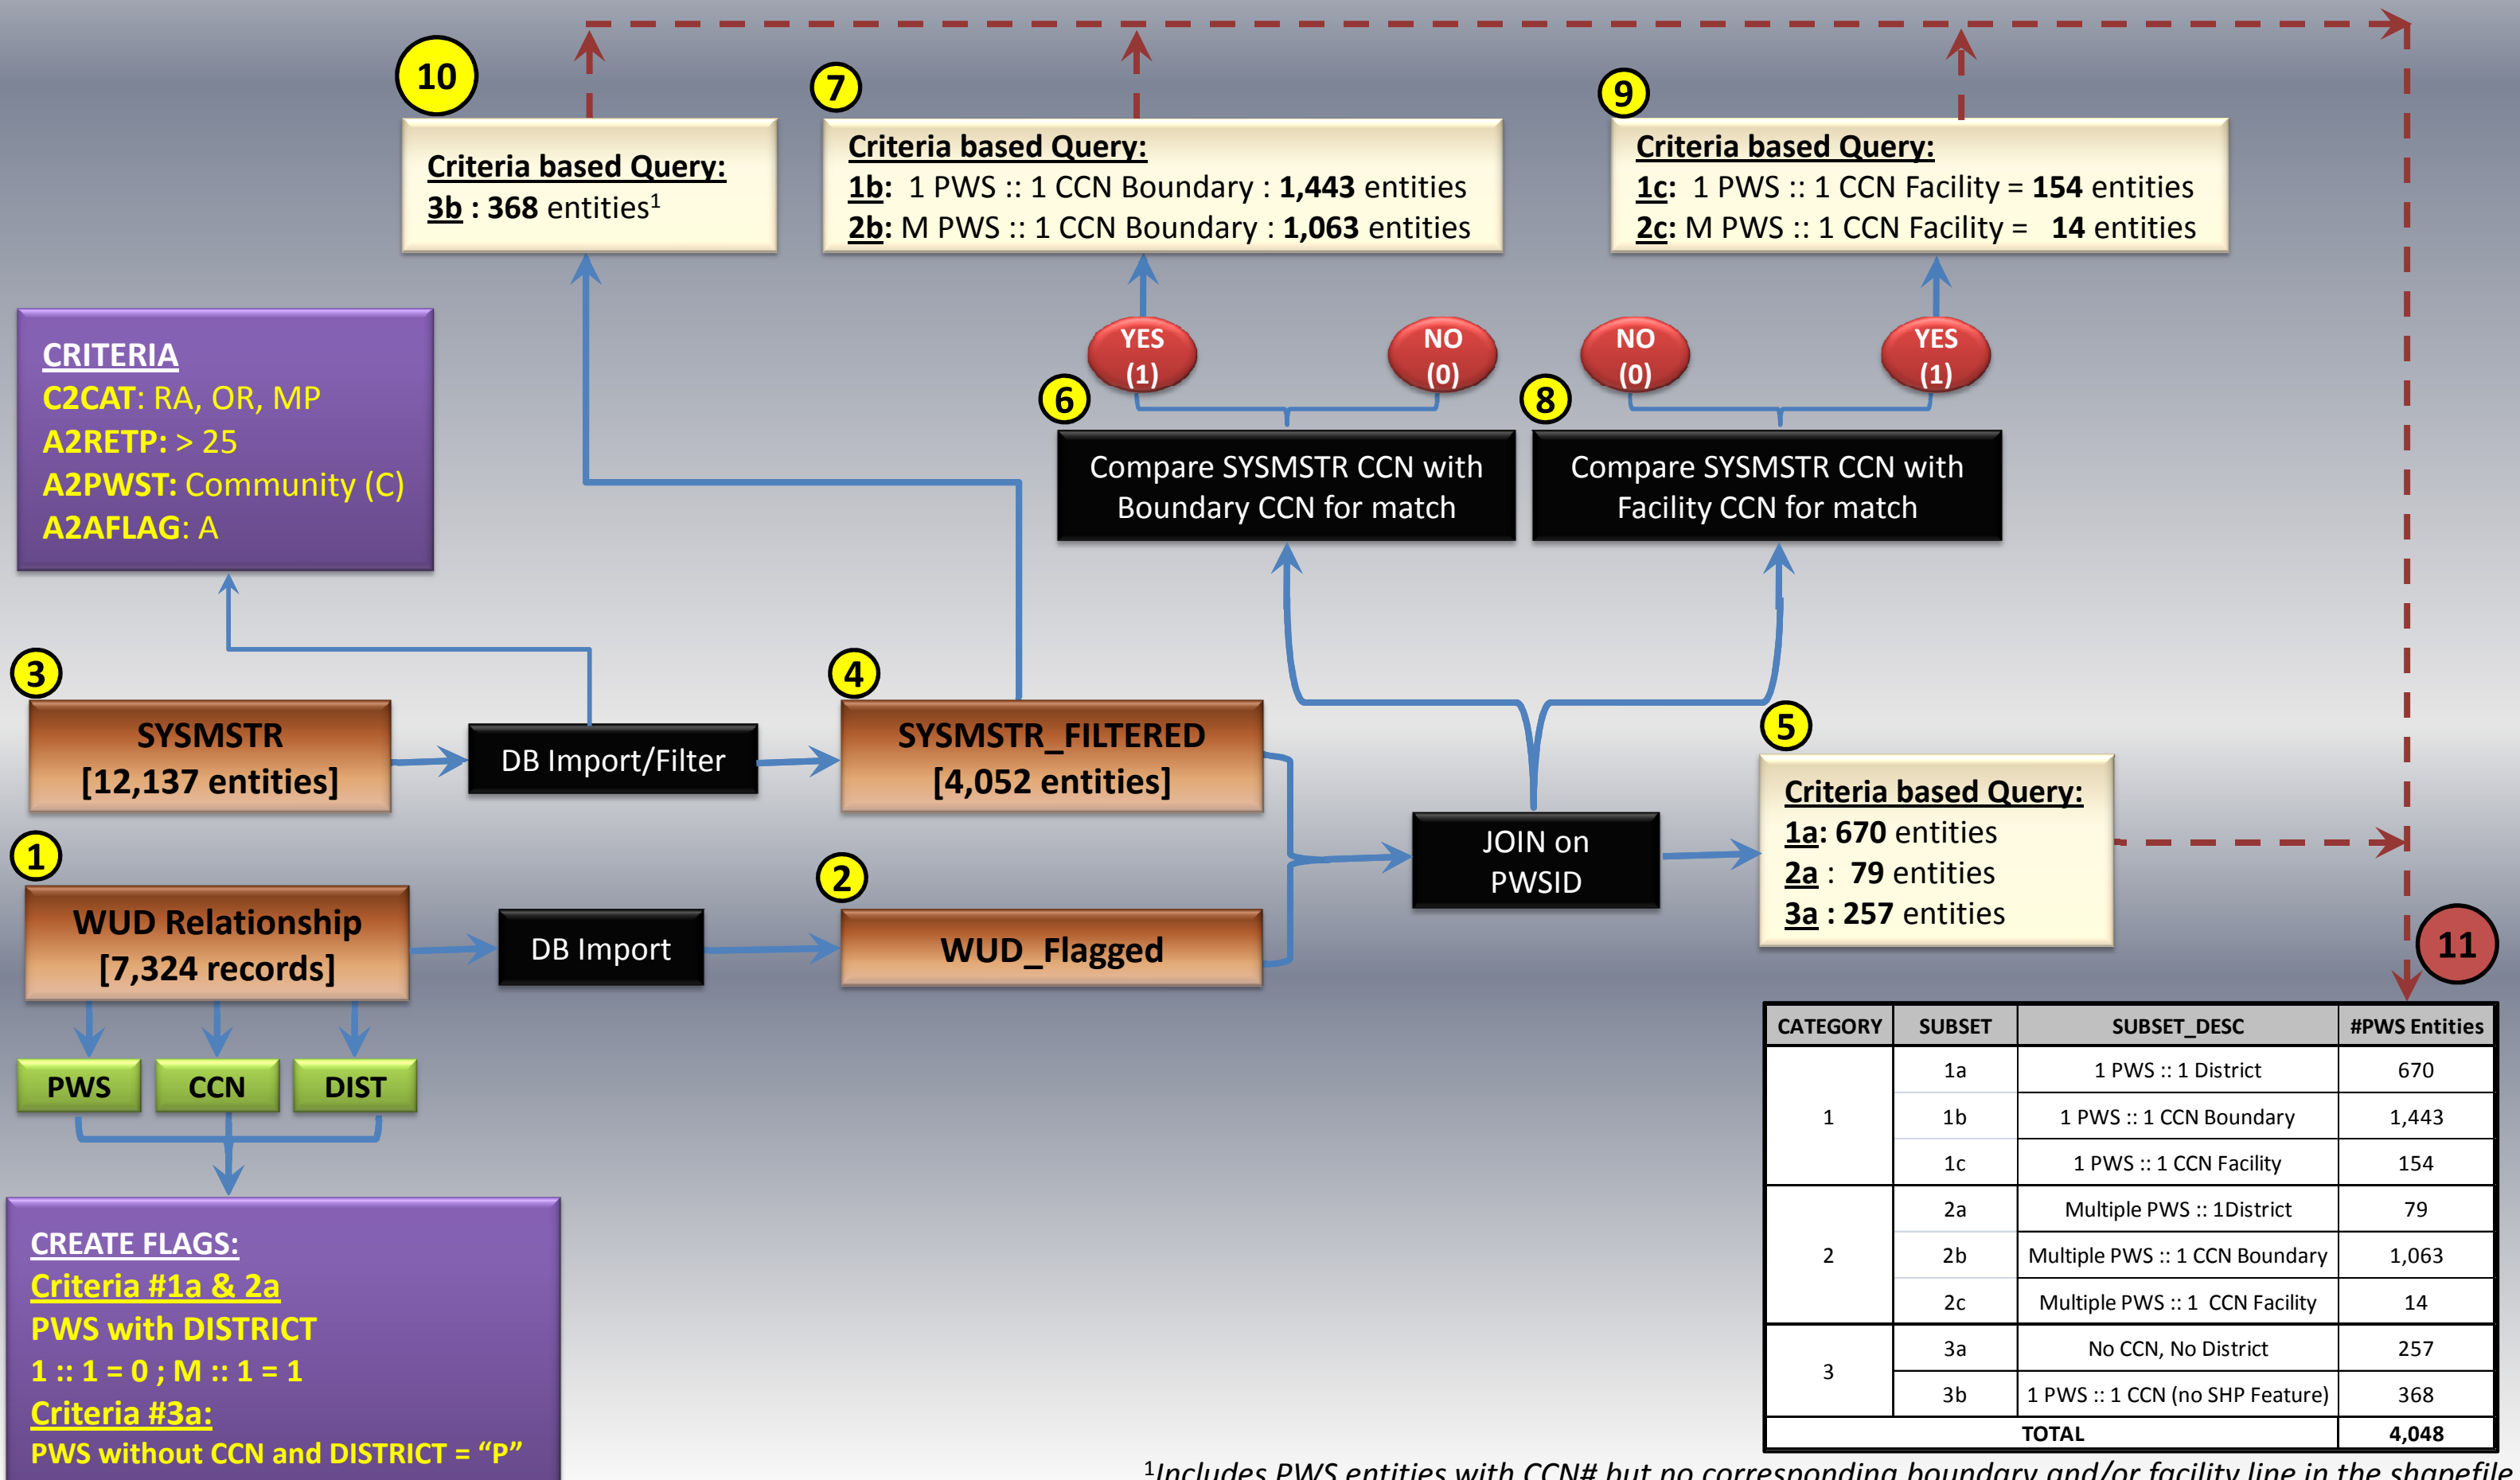 10
Criteria based Query:
3b : 368 entities1
7
Criteria based Query:
1b: 1 PWS :: 1 CCN Boundary : 1,443 entities
2b: M PWS :: 1 CCN Boundary : 1,063 entities
9
Criteria based Query:
1c: 1 PWS :: 1 CCN Facility = 154 entities
2c: M PWS :: 1 CCN Facility = 14 entities
CRITERIA
C2CAT: RA, OR, MP
A2RETP: > 25
A2PWST: Community (C)
A2AFLAG: A
YES
(1)
NO
(0)
NO
(0)
YES
(1)
6
Compare SYSMSTR CCN with
Boundary CCN for match
8
Compare SYSMSTR CCN with
Facility CCN for match
3
SYSMSTR
[12,137 entities]
DB Import/Filter
4
SYSMSTR_FILTERED
[4,052 entities]
5
Criteria based Query:
1a: 670 entities
2a : 79 entities
3a : 257 entities
JOIN on
PWSID
1
WUD Relationship
[7,324 records]
DB Import
2
WUD_Flagged
11
PWS
CCN
DIST
CREATE FLAGS:
Criteria #1a & 2a
PWS with DISTRICT
1 :: 1 = 0 ; M :: 1 = 1
Criteria #3a:
PWS without CCN and DISTRICT = “P”
CATEGORY SUBSET SUBSET_DESC #PWS Entities
1a 1 PWS :: 1 District 670
1 1b 1 PWS :: 1 CCN Boundary 1,443
1c 1 PWS :: 1 CCN Facility 154
2a Multiple PWS :: 1District 79
2 2b Multiple PWS :: 1 CCN Boundary 1,063
2c Multiple PWS :: 1 CCN Facility 14
3a No CCN, No District 257
3
3b 1 PWS :: 1 CCN (no SHP Feature) 368
TOTAL 4,048
1Includes PWS entities with CCN# but no corresponding boundary and/or facility line in the shapefile